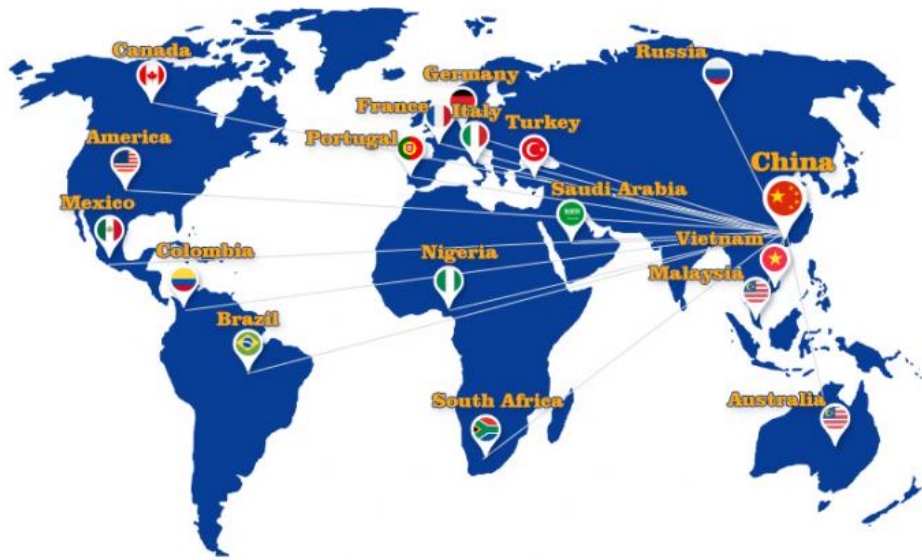 Canada
Russia
Germany
France
Italy
Portugal
Turkey
America
China
Saudi Arabia
Mexico
Vietnam
Colombia
Nigeria
Malaysia
Brazil
South Africa
Australia